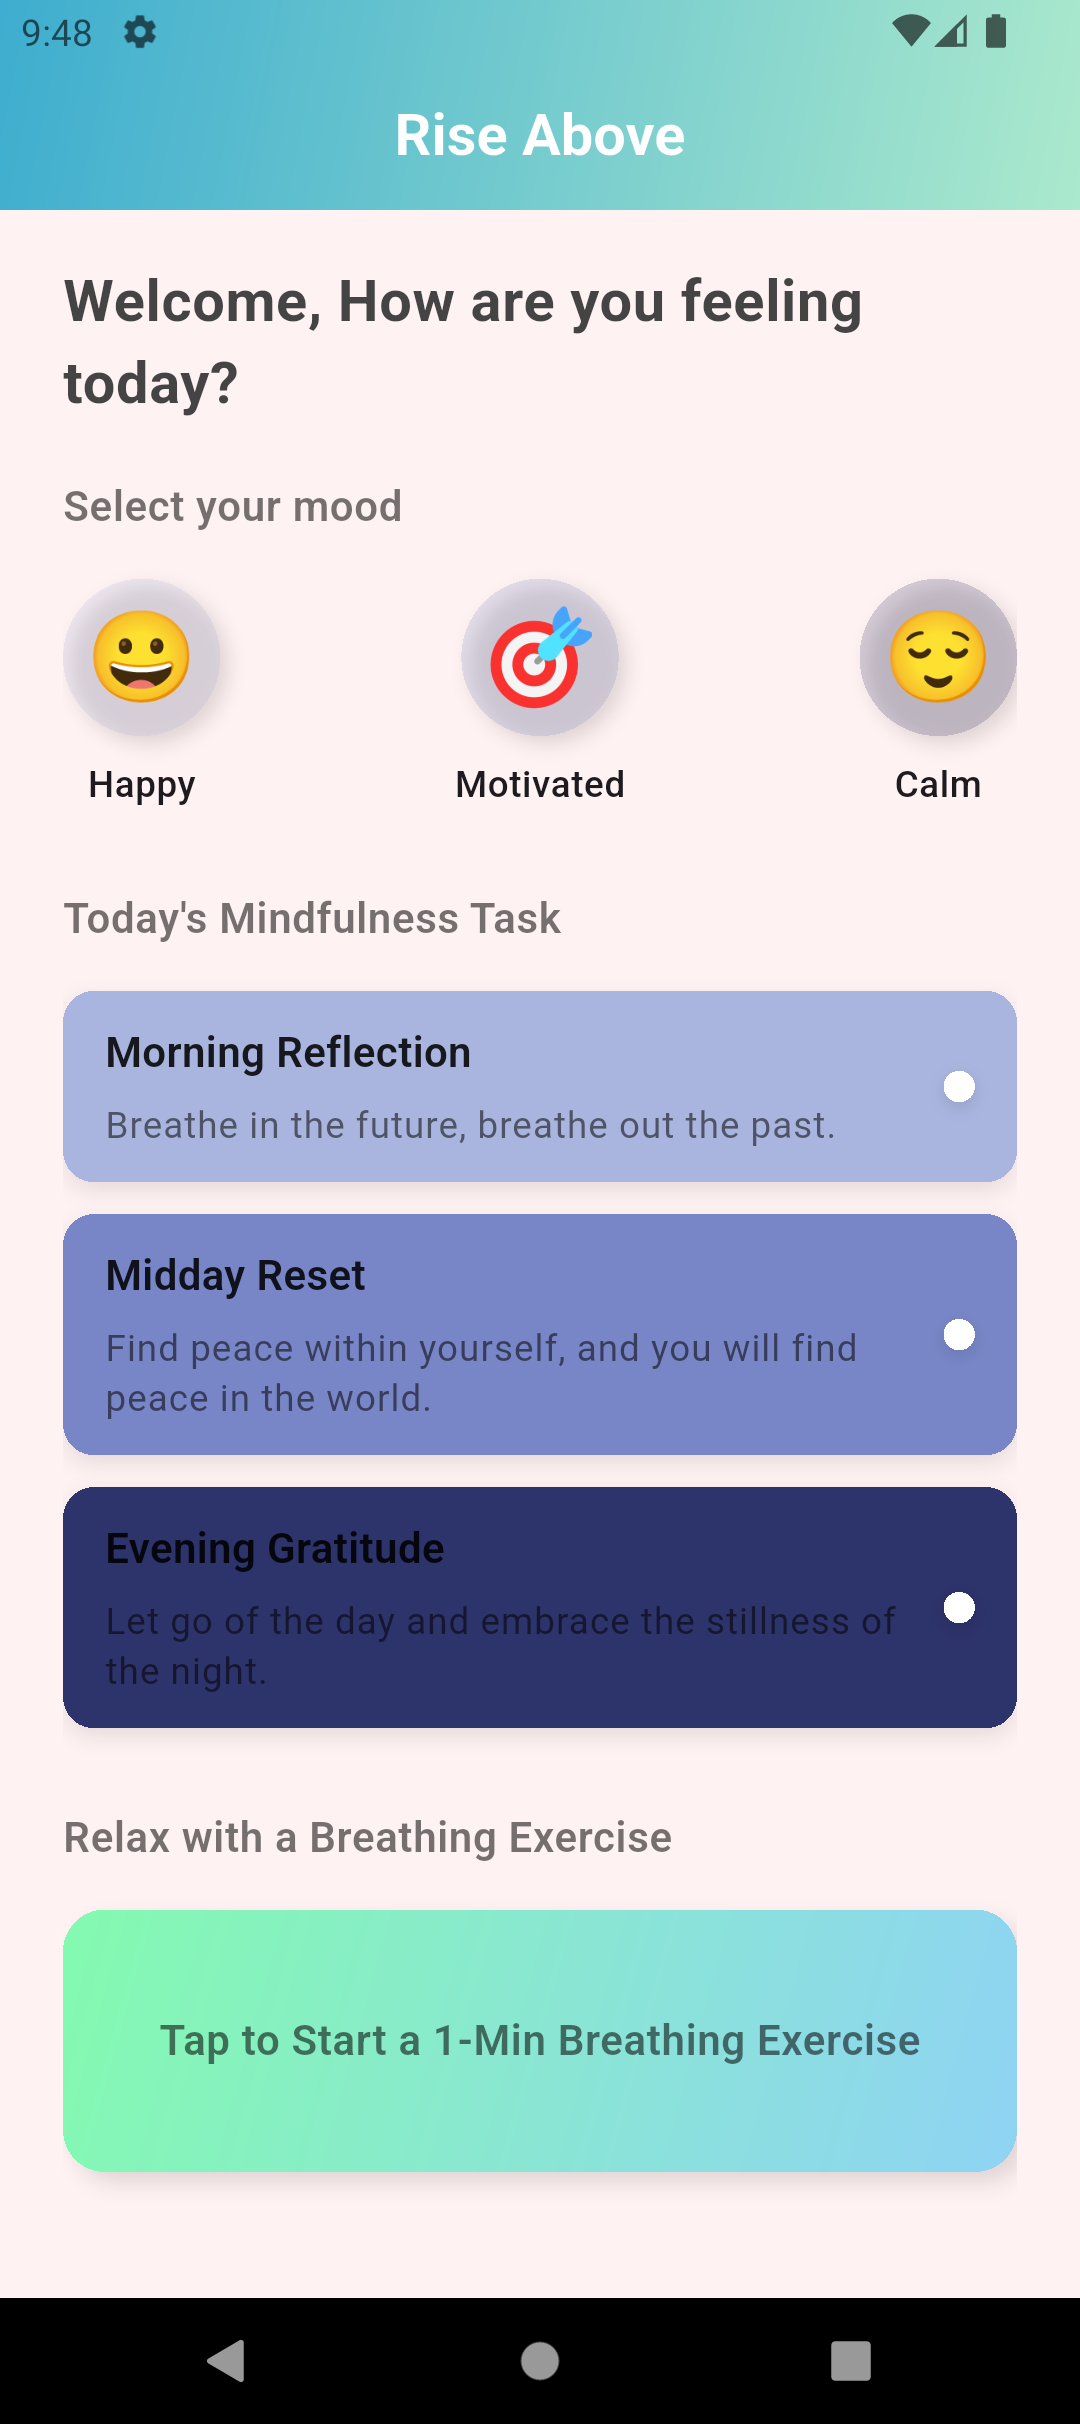 9:48
Rise Above
Welcome, How are you feeling
today?
Select your mood
Happy
Motivated
Calm
Today's Mindfulness Task
Morning Reflection
Breathe in the future, breathe out the past.
Midday Reset
Find peace within yourself, and you will find
peace in the world.
Evening Gratitude
Let go of the day and embrace the stillness of
the night.
Relax with a Breathing Exercise
Tap to Start a 1-Min Breathing Exercise